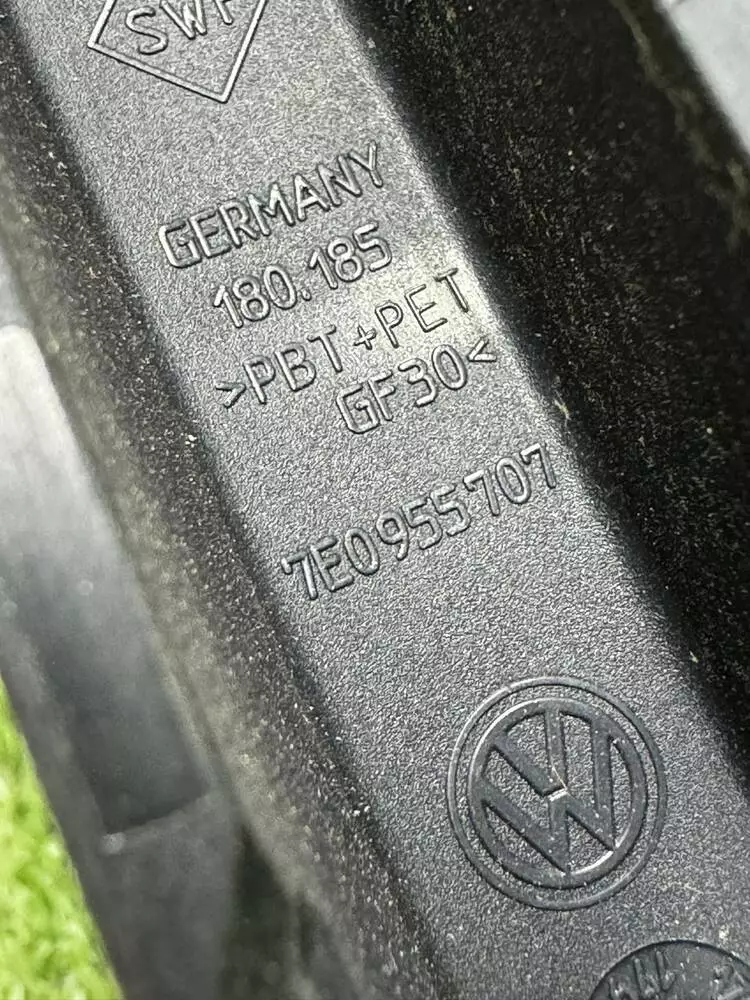 SWF
GERMANY
180.185
>PBT+PET
GF30<
7E0955707